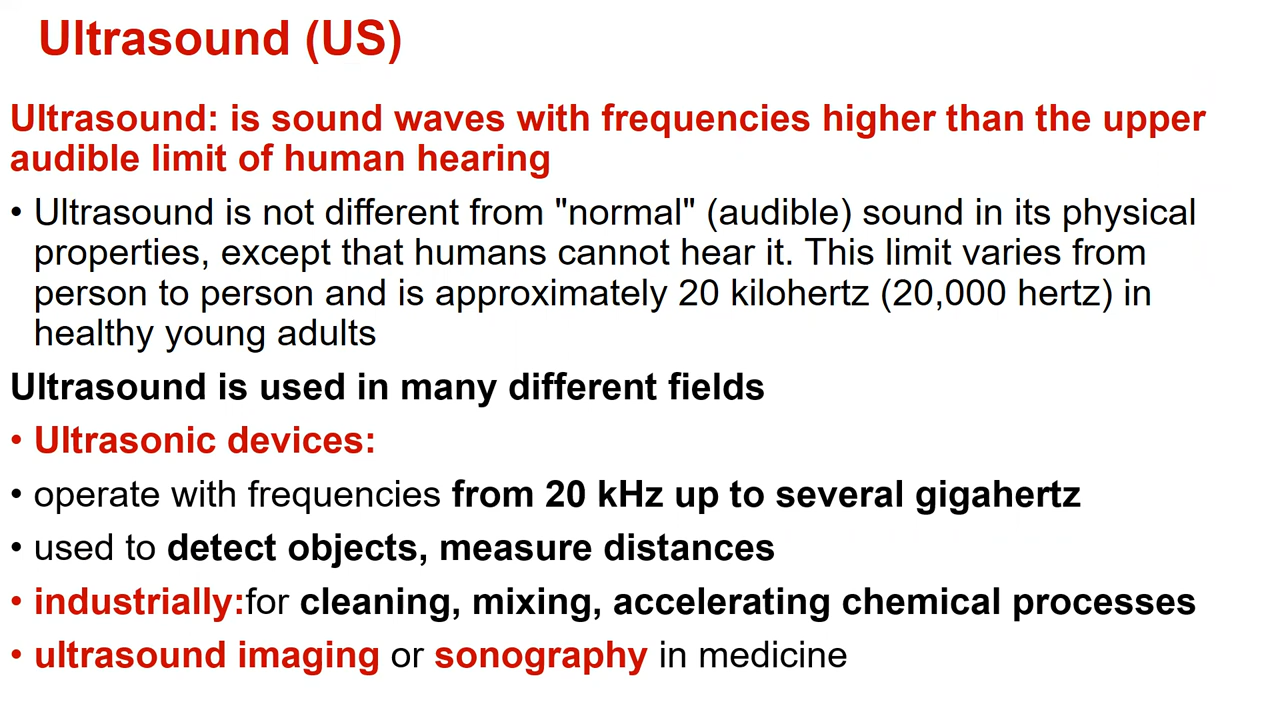 Ultrasound (US)
Ultrasound: is sound waves with frequencies higher than the upper
audible limit of human hearing
• Ultrasound is not different from "normal" (audible) sound in its physical
properties, except that humans cannot hear it. This limit varies from
person to person and is approximately 20 kilohertz (20,000 hertz) in
healthy young adults
Ultrasound is used in many different fields
• Ultrasonic devices:
• operate with frequencies from 20 kHz up to several gigahertz
• used to detect objects, measure distances
• industrially:for cleaning, mixing, accelerating chemical processes
• ultrasound imaging or sonography in medicine